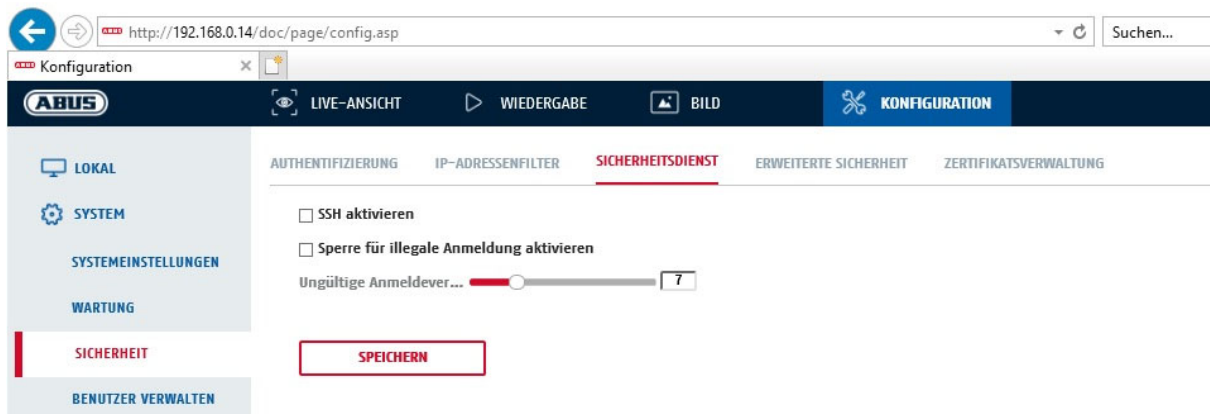 http://192.168.0.14/doc/page/config.asp
Suchen...
Konfiguration
ABUS
LIVE-ANSICHT
WIEDERGABE
BILD
KONFIGURATION
LOKAL
SYSTEM
SYSTEMEINSTELLUNGEN
WARTUNG
SICHERHEIT
BENUTZER VERWALTEN
AUTHENTIFIZIERUNG
IP-ADRESSENFILTER
SICHERHEITSDIENST
ERWEITERTE SICHERHEIT
ZERTIFIKATSVERWALTUNG
SSH aktivieren
Sperre für illegale Anmeldung aktivieren
Ungültige Anmeldever... 7
SPEICHERN